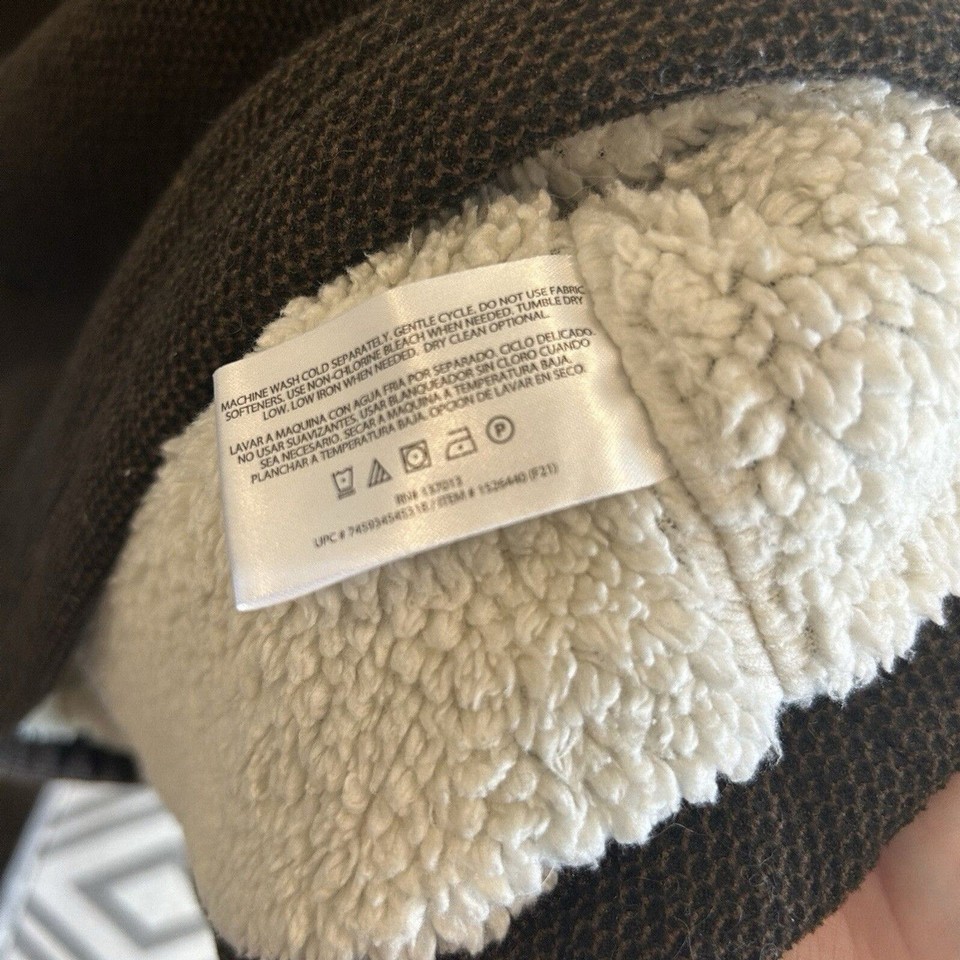 MACHINE WASH COLD SEPARATELY. GENTLE CYCLE. DO NOT USE FABRIC
SOFTENERS. USE NON-CHLORINE BLEACH WHEN NEEDED. TUMBLE DRY
LOW. LOW IRON WHEN NEEDED. DRY CLEAN OPTIONAL.
LAVAR A MAQUINA CON AGUA FRIA POR SEPARADO. CICLO DELICADO.
NO USAR SUAVIZANTES. USAR BLANQUEADOR SIN CLORO CUANDO
SEA NECESARIO. SECAR A MAQUINA A TEMPERATURA BAJA.
PLANCHAR A TEMPERATURA BAJA. OPCION DE LAVAR EN SECO.
P
RN# 137013
UPC # 745934545318 / ITEM # 1526440 (F21)